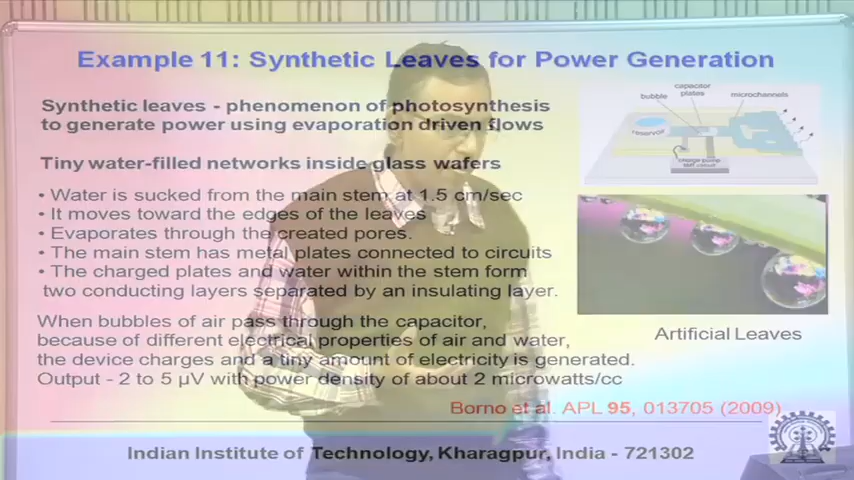 Example 11: Synthetic Leaves for Power Generation
Synthetic leaves - phenomenon of photosynthesis
to generate power using evaporation driven flows
Tiny water-filled networks inside glass wafers
• Water is sucked from the main stem at 1.5 cm/sec
• It moves toward the edges of the leaves
• Evaporates through the created pores.
• The main stem has metal plates connected to circuits
• The charged plates and water within the stem form
two conducting layers separated by an insulating layer.
When bubbles of air pass through the capacitor,
because of different electrical properties of air and water,
the device charges and a tiny amount of electricity is generated.
Output - 2 to 5 µV with power density of about 2 microwatts/cc
capacitor
plates
bubble
microchannels
reservoir
charge pump
Artificial Leaves
Borno et al. APL 95, 013705 (2009)
Indian Institute of Technology, Kharagpur, India - 721302